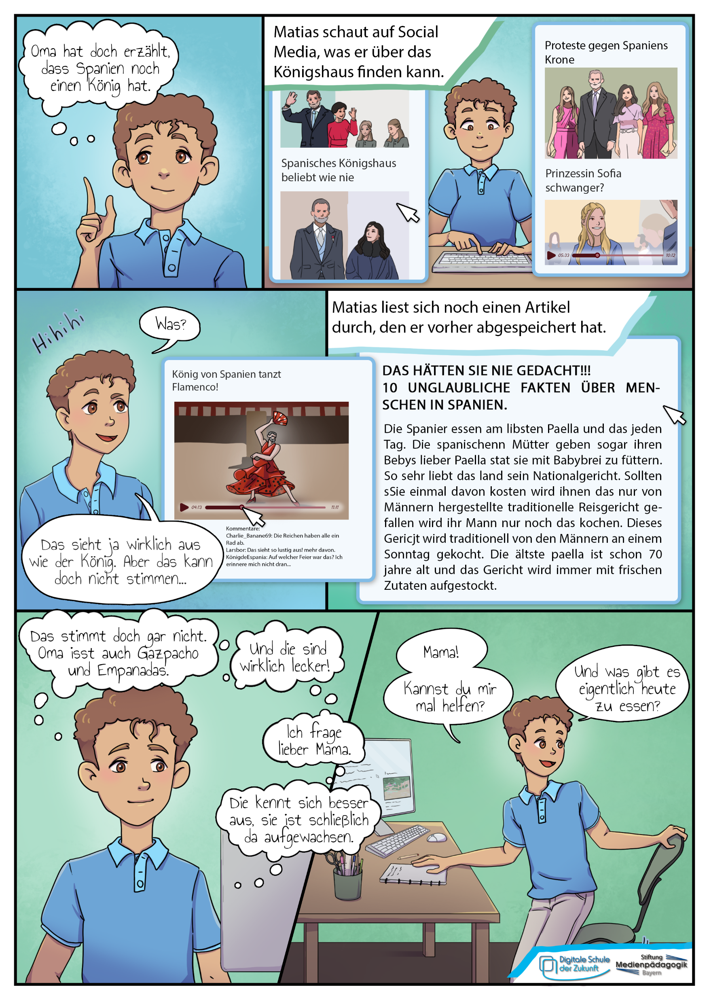 Oma hat doch erzählt,
dass Spanien noch
einen König hat.
Matias schaut auf Social
Media, was er über das
Königshaus finden kann.
Spanisches Königshaus
beliebt wie nie
Proteste gegen Spaniens
Krone
Prinzessin Sofia
schwanger?
05:33
10:12
Hihihi
Was?
König von Spanien tanzt
Flamenco!
04:13
11:11
Kommentare:
Charlie_Banane69: Die Reichen haben alle ein
Rad ab.
Larsbor: Das sieht so lustig aus! mehr davon.
KönigdeEspania: Auf welcher Feier war das? Ich
erinnere mich nicht dran...
Das sieht ja wirklich aus
wie der König. Aber das kann
doch nicht stimmen...
Matias liest sich noch einen Artikel
durch, den er vorher abgespeichert hat.
DAS HÄTTEN SIE NIE GEDACHT!!!
10 UNGLAUBLICHE FAKTEN ÜBER MEN-
SCHEN IN SPANIEN.
Die Spanier essen am libsten Paella und das jeden
Tag. Die spanischenn Mütter geben sogar ihren
Bebys lieber Paella stat sie mit Babybrei zu füttern.
So sehr liebt das land sein Nationalgericht. Sollten
sSie einmal davon kosten wird ihnen das nur von
Männern hergestellte traditionelle Reisgericht ge-
fallen wird ihr Mann nur noch das kochen. Dieses
Gericjt wird traditionell von den Männern an einem
Sonntag gekocht. Die ältste paella ist schon 70
jahre alt und das Gericht wird immer mit frischen
Zutaten aufgestockt.
Das stimmt doch gar nicht.
Oma isst auch Gazpacho
und Empanadas.
Und die sind
wirklich lecker!
Ich frage
lieber Mama.
Die kennt sich besser
aus, sie ist schließlich
da aufgewachsen.
Mama!
Kannst du mir
mal helfen?
Und was gibt es
eigentlich heute
zu essen?
Digitale Schule
der Zukunft
Stiftung
Medienpädagogik
Bayern